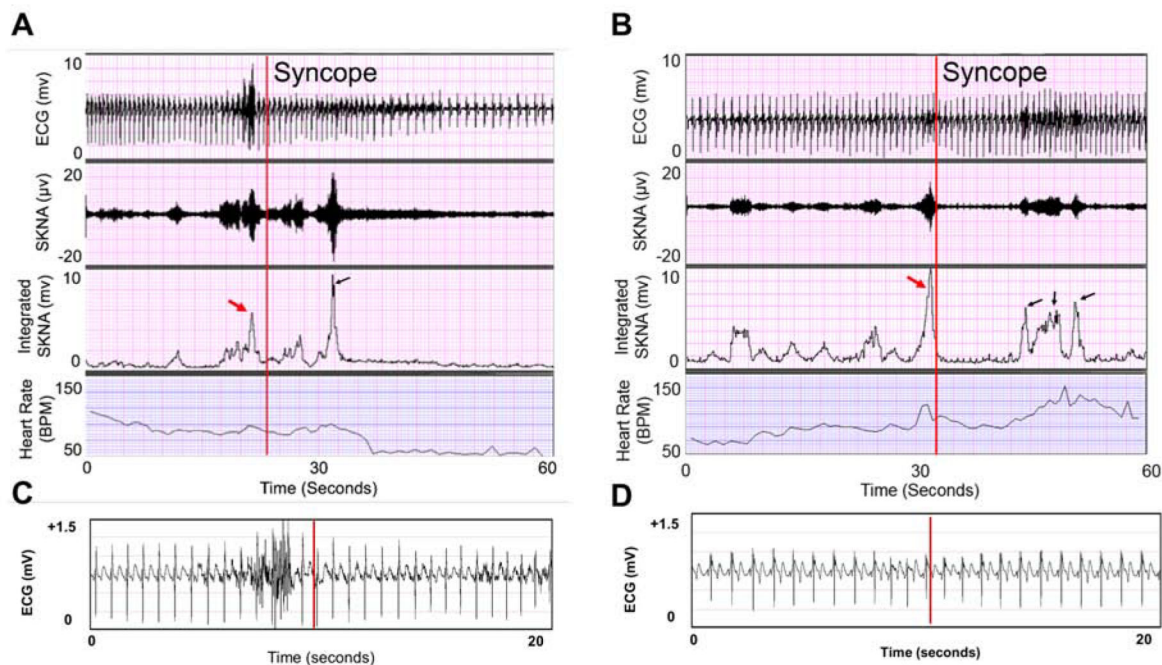 A
10
ECG (mv)
0
Syncope
20
SKNA (µv)
-20
10
Integrated
SKNA (mv)
0
150
Heart Rate
(BPM)
50
0
30
60
Time (Seconds)
B
10
ECG (mv)
0
Syncope
20
SKNA (µv)
-20
10
Integrated
SKNA (mv)
0
150
Heart Rate
(BPM)
50
0
30
60
Time (Seconds)
C
+1.5
ECG (mV)
0
0
20
Time (seconds)
D
+1.5
ECG (mV)
0
0
20
Time (seconds)